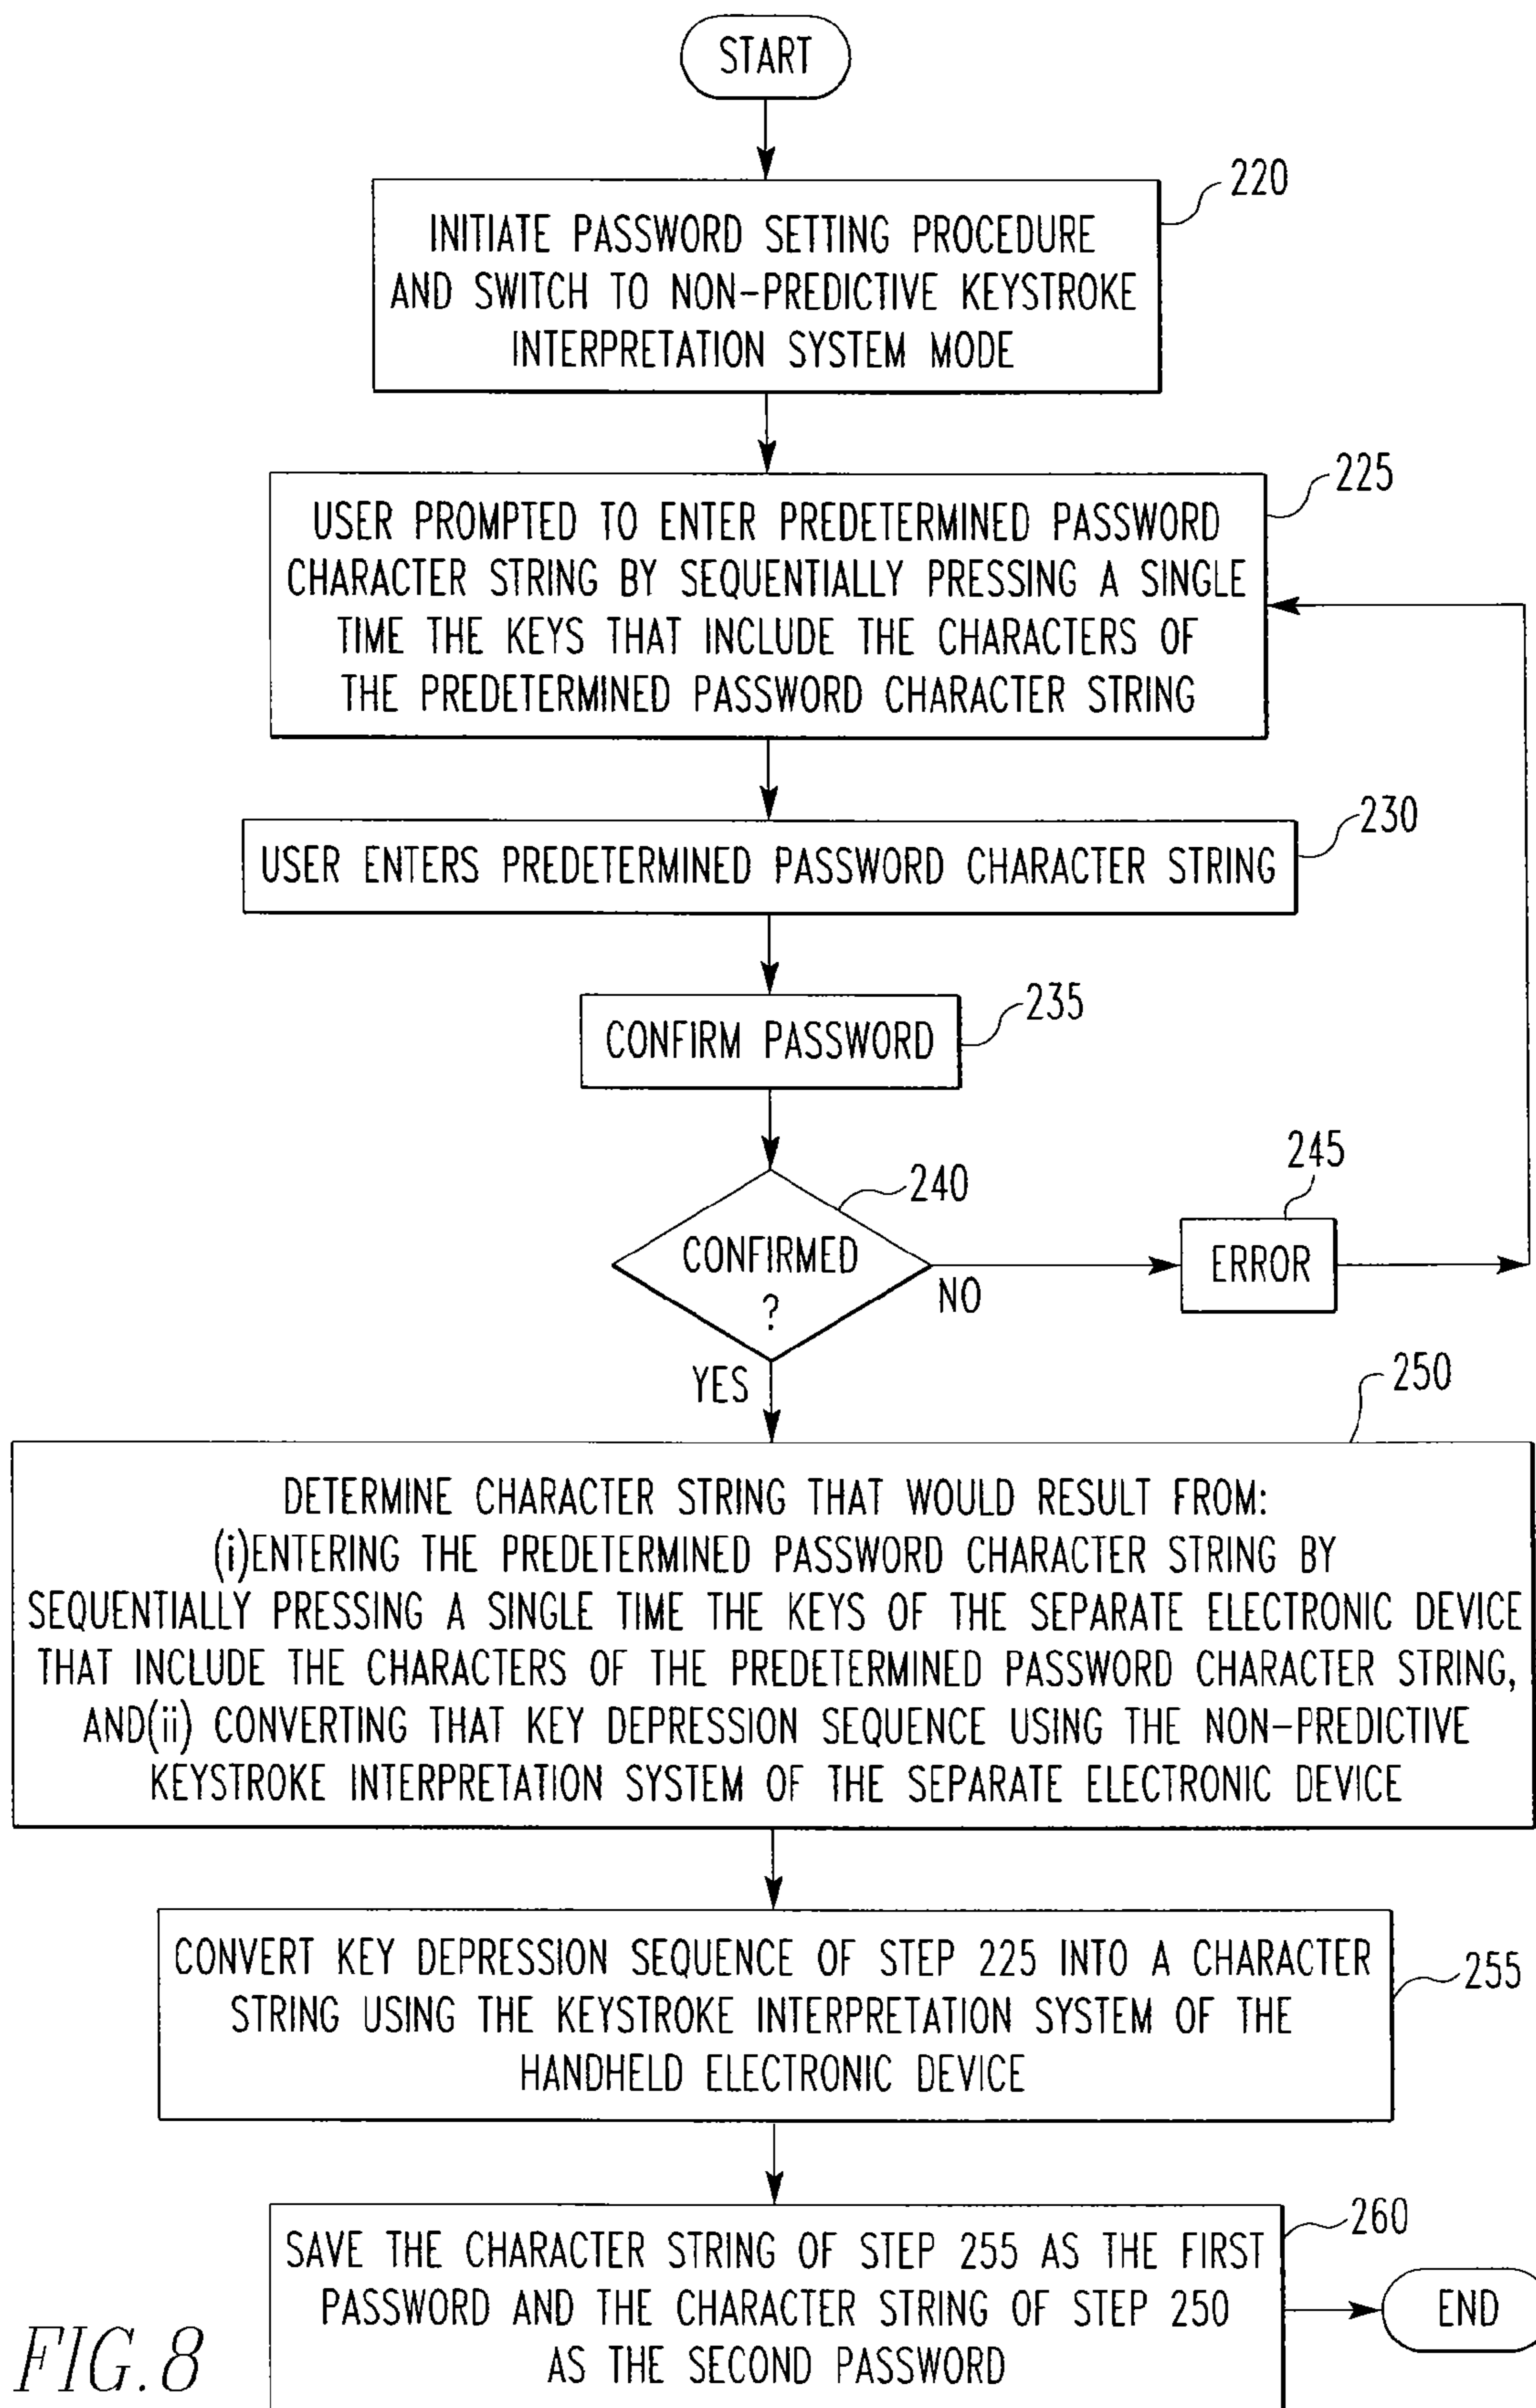 START
220
INITIATE PASSWORD SETTING PROCEDURE
AND SWITCH TO NON-PREDICTIVE KEYSTROKE
INTERPRETATION SYSTEM MODE
225
USER PROMPTED TO ENTER PREDETERMINED PASSWORD
CHARACTER STRING BY SEQUENTIALLY PRESSING A SINGLE
TIME THE KEYS THAT INCLUDE THE CHARACTERS OF
THE PREDETERMINED PASSWORD CHARACTER STRING
230
USER ENTERS PREDETERMINED PASSWORD CHARACTER STRING
235
CONFIRM PASSWORD
240
CONFIRMED
?
NO
245
ERROR
YES
250
DETERMINE CHARACTER STRING THAT WOULD RESULT FROM:
(i)ENTERING THE PREDETERMINED PASSWORD CHARACTER STRING BY
SEQUENTIALLY PRESSING A SINGLE TIME THE KEYS OF THE SEPARATE ELECTRONIC DEVICE
THAT INCLUDE THE CHARACTERS OF THE PREDETERMINED PASSWORD CHARACTER STRING,
AND(ii) CONVERTING THAT KEY DEPRESSION SEQUENCE USING THE NON-PREDICTIVE
KEYSTROKE INTERPRETATION SYSTEM OF THE SEPARATE ELECTRONIC DEVICE
CONVERT KEY DEPRESSION SEQUENCE OF STEP 225 INTO A CHARACTER
STRING USING THE KEYSTROKE INTERPRETATION SYSTEM OF THE
HANDHELD ELECTRONIC DEVICE
255
SAVE THE CHARACTER STRING OF STEP 255 AS THE FIRST
PASSWORD AND THE CHARACTER STRING OF STEP 250
AS THE SECOND PASSWORD
260
END
FIG.8